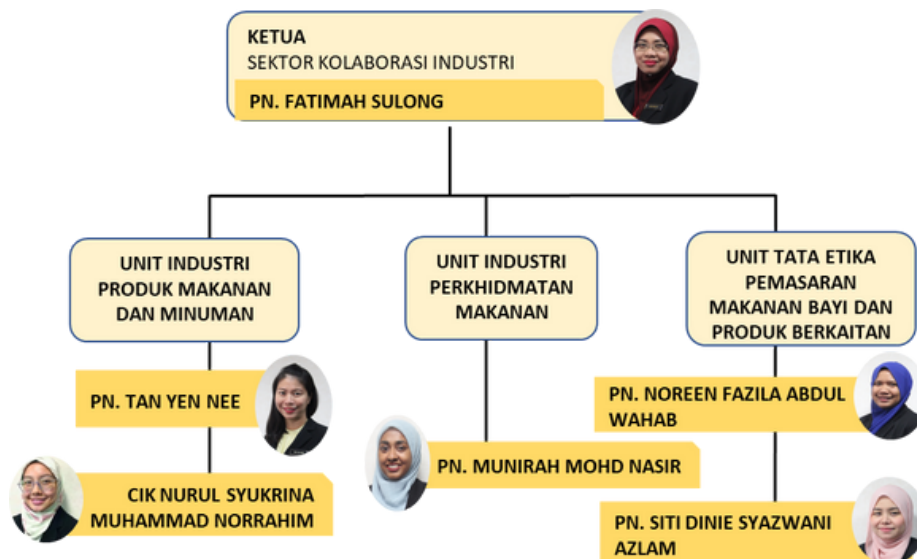 KETUA
SEKTOR KOLABORASI INDUSTRI
PN. FATIMAH SULONG
UNIT INDUSTRI
PRODUK MAKANAN
DAN MINUMAN
PN. TAN YEN NEE
CIK NURUL SYUKRINA
MUHAMMAD NORRAHIM
UNIT INDUSTRI
PERKHIDMATAN
MAKANAN
PN. MUNIRAH MOHD NASIR
UNIT TATA ETIKA
PEMASARAN
MAKANAN BAYI DAN
PRODUK BERKAITAN
PN. NOREEN FAZILA ABDUL
WAHAB
PN. SITI DINIE SYAZWANI
AZLAM